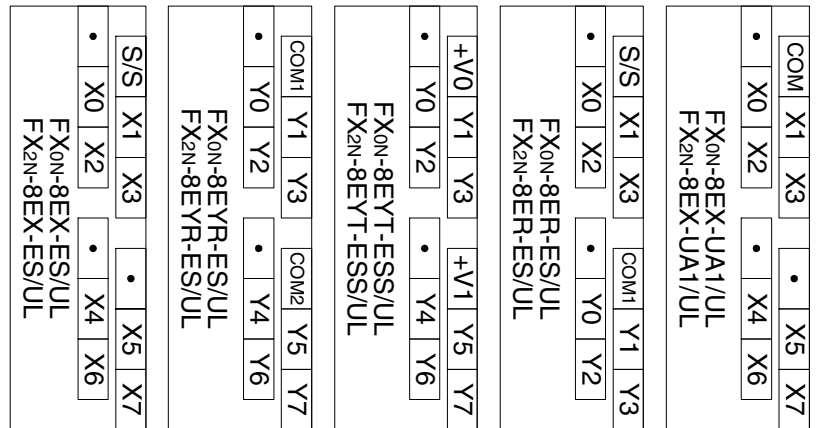 COM X1 X3 • X5 X7
• X0 X2 • X4 X6
FX0N-8EX-UA1/UL
FX2N-8EX-UA1/UL
S/S X1 X3 COM1 Y1 Y3
• X0 X2 • Y0 Y2
FX0N-8ER-ES/UL
FX2N-8ER-ES/UL
+V0 Y1 Y3 +V1 Y5 Y7
• Y0 Y2 • Y4 Y6
FX0N-8EYT-ESS/UL
FX2N-8EYT-ESS/UL
COM1 Y1 Y3 COM2 Y5 Y7
• Y0 Y2 • Y4 Y6
FX0N-8EYR-ES/UL
FX2N-8EYR-ES/UL
S/S X1 X3 • X5 X7
• X0 X2 • X4 X6
FX0N-8EX-ES/UL
FX2N-8EX-ES/UL